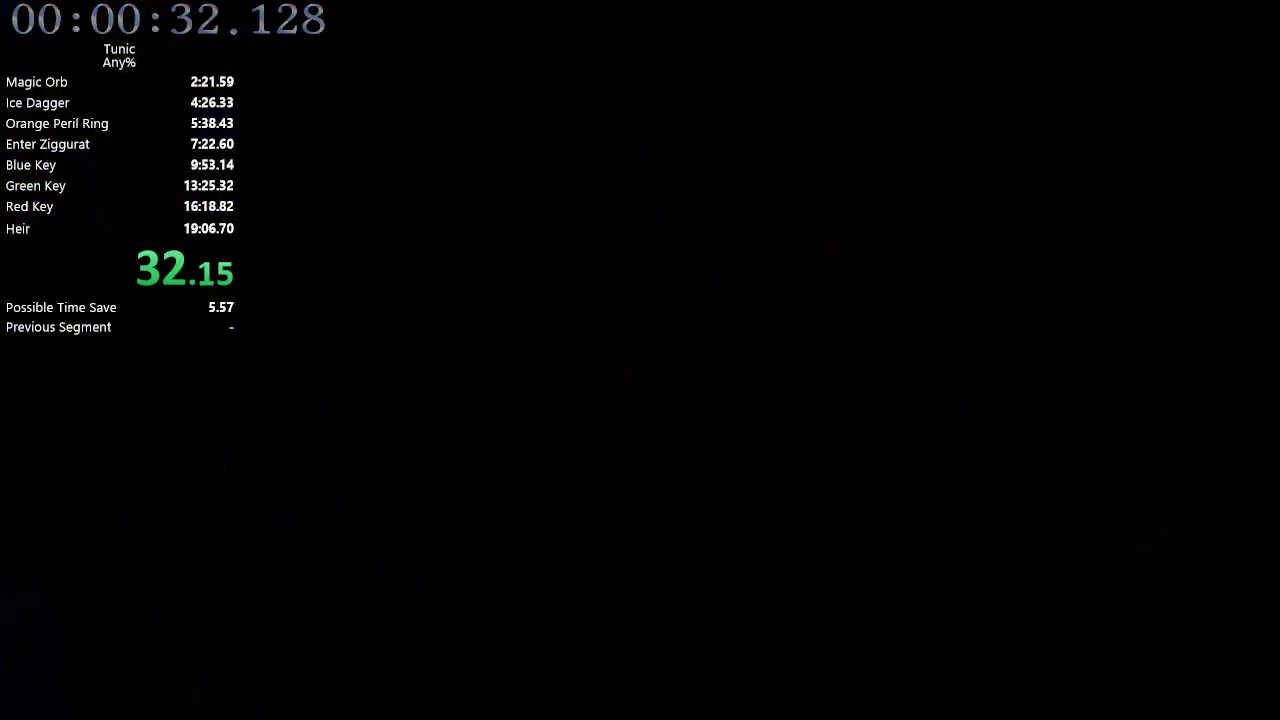 00:00:32.128
Tunic
Any%
Magic Orb 2:21.59
Ice Dagger 4:26.33
Orange Peril Ring 5:38.43
Enter Ziggurat 7:22.60
Blue Key 9:53.14
Green Key 13:25.32
Red Key 16:18.82
Heir 19:06.70
32.15
Possible Time Save 5.57
Previous Segment -